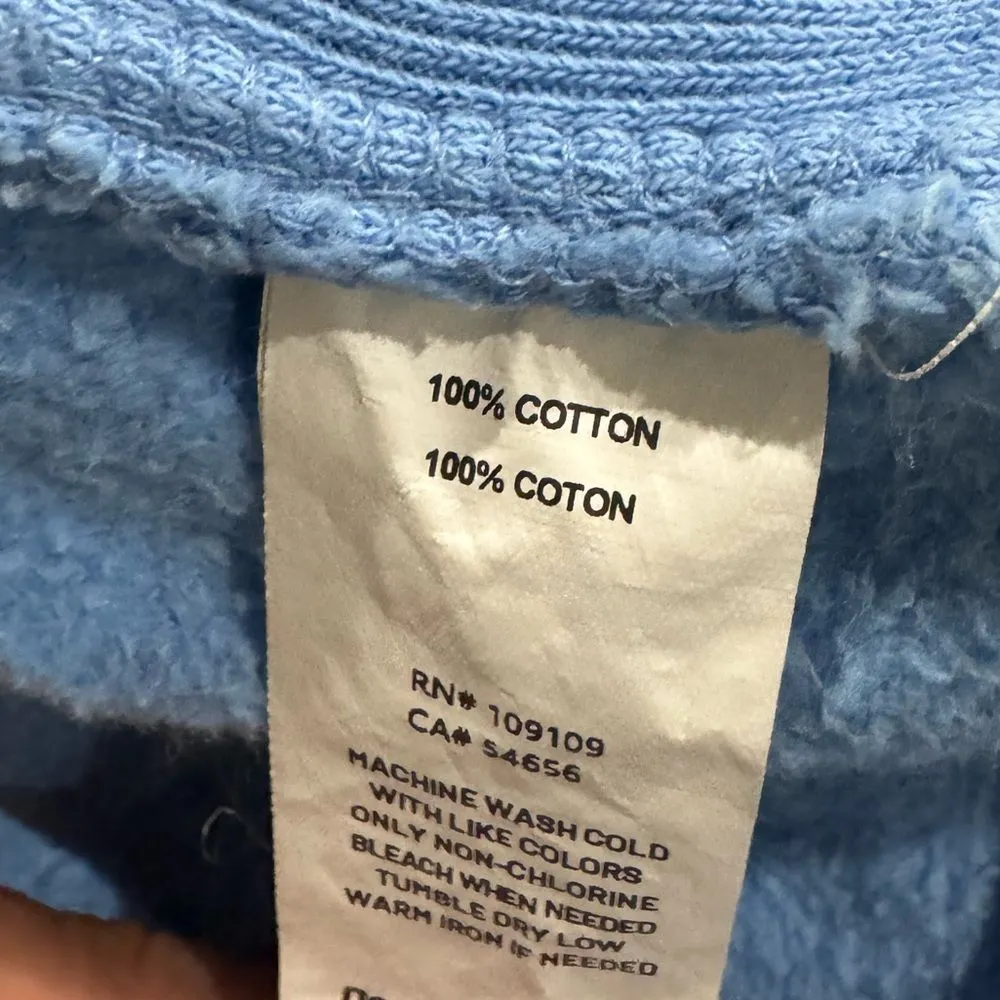 100% COTTON
100% COTON
RN# 109109
CA# 54656
MACHINE WASH COLD
WITH LIKE COLORS
ONLY NON-CHLORINE
BLEACH WHEN NEEDED
TUMBLE DRY LOW
WARM IRON IF NEEDED